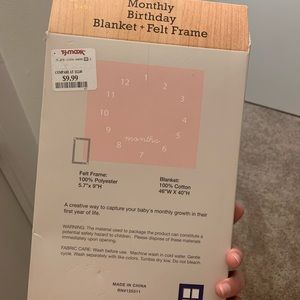 Monthly
Birthday
Blanket + Felt Frame
TJ-maxx
$9.99
12 1
11 2
10 3
9 4
8 5
7 6
months
Felt Frame:
100% Polyester
5.7"x 9"H
Blanket:
100% Cotton
46"W X 40"H
A creative way to capture your baby's monthly growth in their
first year of life.
WARNING: The material used to package the product can constitute a
potential safety hazard to children. Please dispose of these materials
immediately upon opening.
FABRIC CARE: Wash before use. Machine wash in cold water. Gentle
cycle. Wash separately with like colors. Tumble dry low. Do not bleach.
MADE IN CHINA